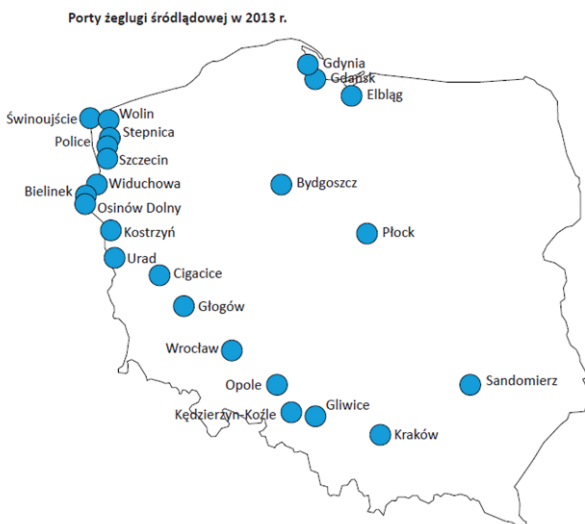 Porty żeglugi śródlądowej w 2013 r.
Gdynia
Gdańsk
Elbląg
Świnoujście
Wolin
Stepnica
Police
Szczecin
Widuchowa
Bielinek
Osinów Dolny
Bydgoszcz
Kostrzyń
Płock
Urad
Cigacice
Głogów
Wrocław
Opole
Sandomierz
Kędzierzyn-Koźle
Gliwice
Kraków